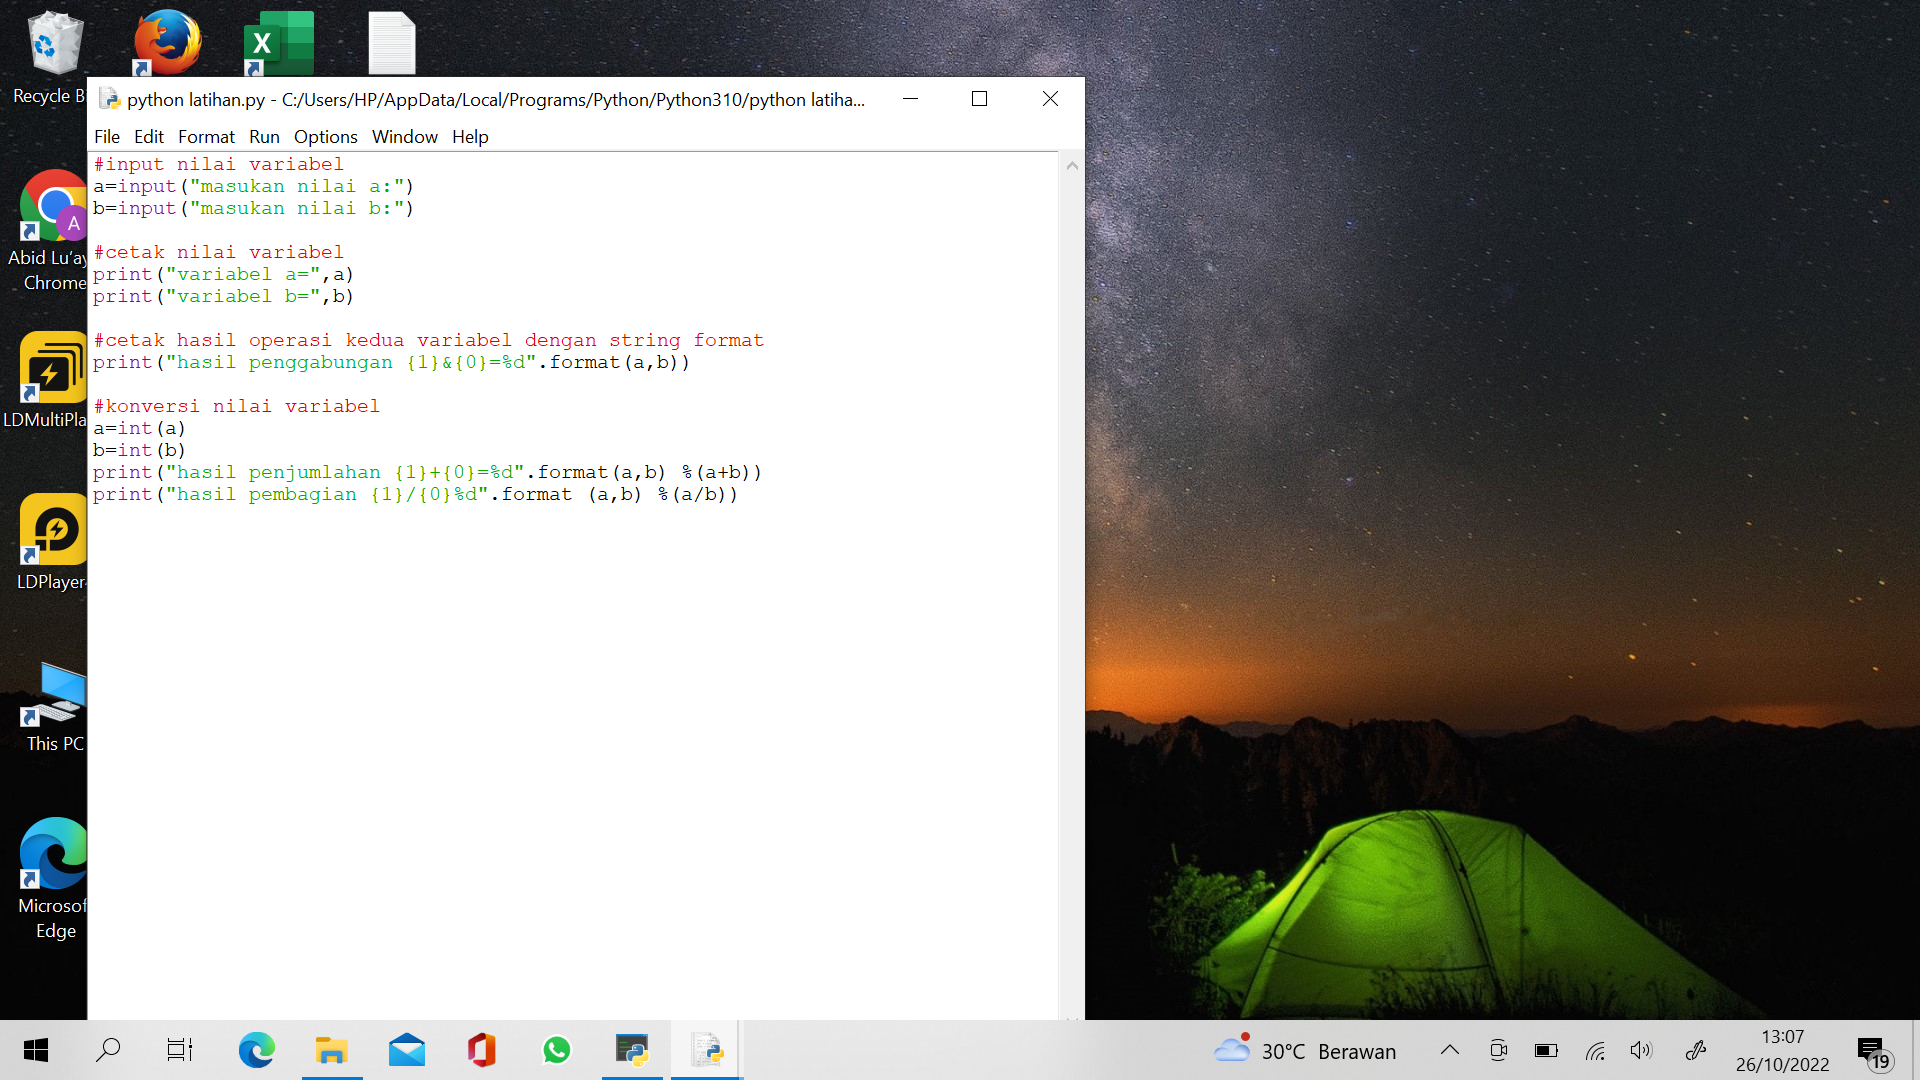 Recycle B
python latihan.py - C:/Users/HP/AppData/Local/Programs/Python/Python310/python latiha...
File Edit Format Run Options Window Help
#input nilai variabel
a=input("masukan nilai a:")
b=input("masukan nilai b:")
#cetak nilai variabel
print("variabel a=",a)
print("variabel b=",b)
#cetak hasil operasi kedua variabel dengan string format
print("hasil penggabungan {1}&{0}=%d".format(a,b))
#konversi nilai variabel
a=int(a)
b=int(b)
print("hasil penjumlahan {1}+{0}=%d".format(a,b) %(a+b))
print("hasil pembagian {1}/{0}%d".format (a,b) %(a/b))
X
A
Abid Lu'ay
Chrome
LDMultiPla
LDPlayer
This PC
Microsof
Edge
30°C Berawan
13:07
26/10/2022
19